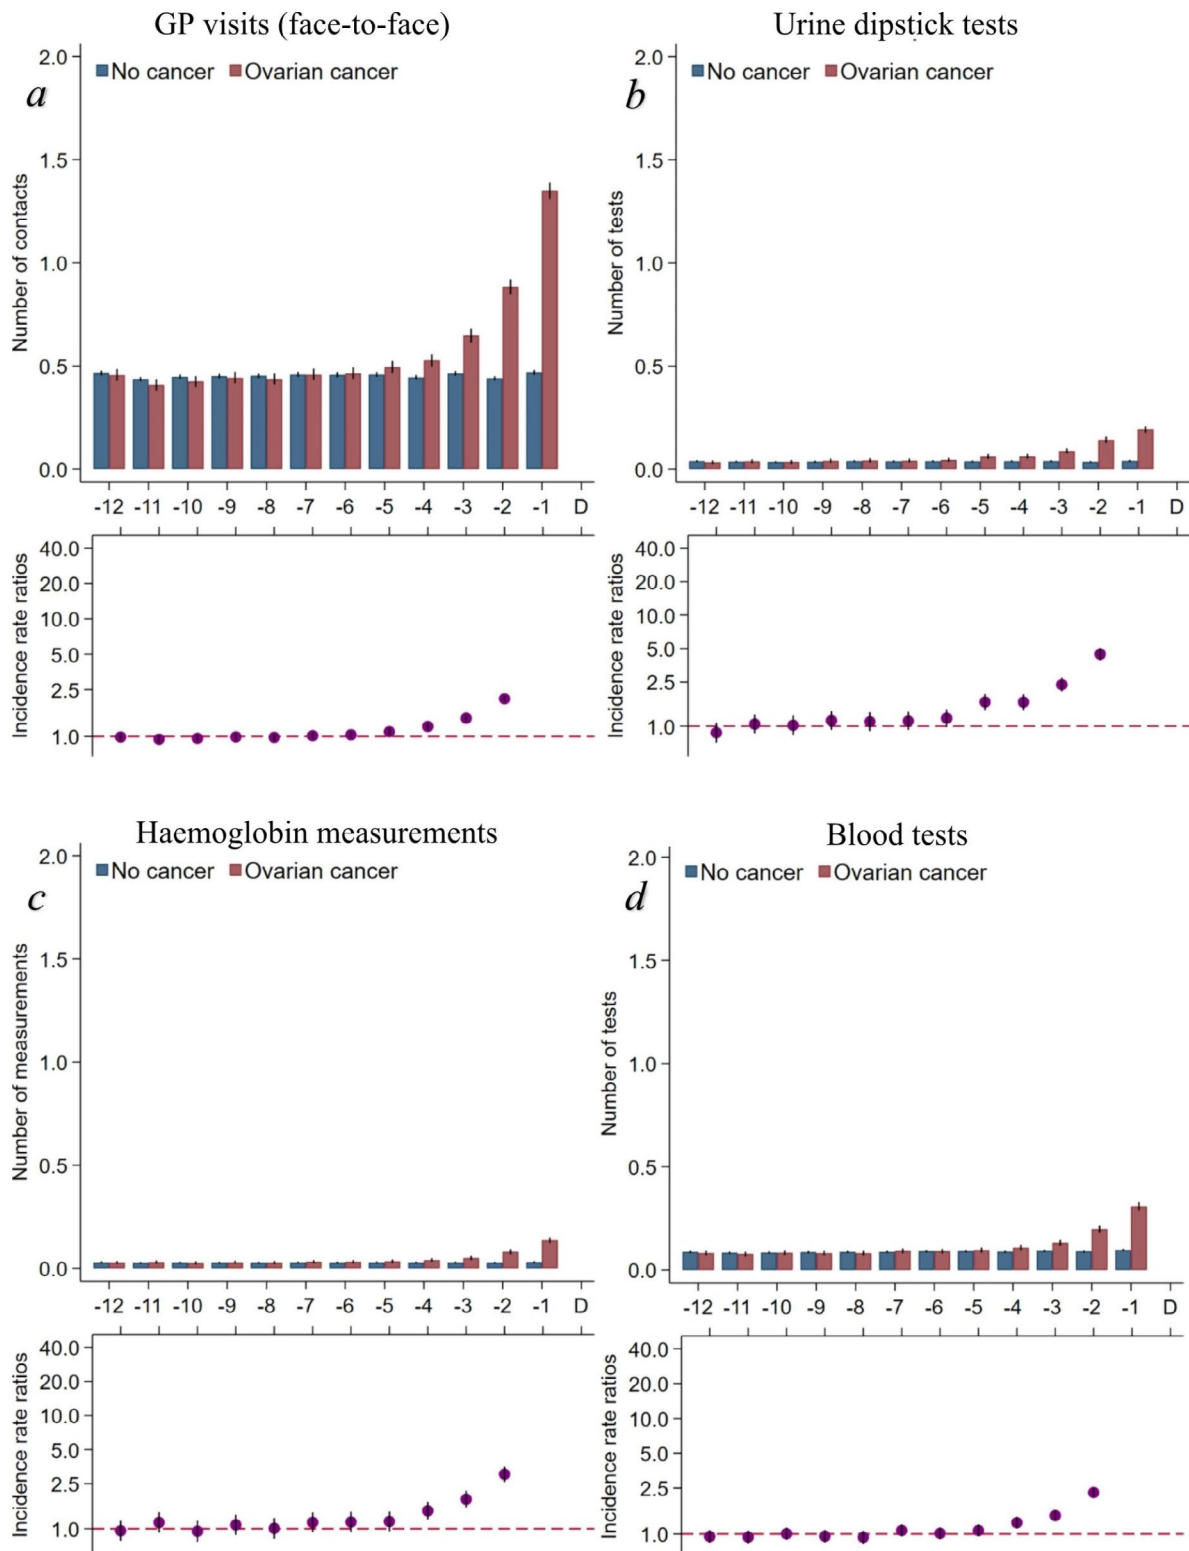 GP visits (face-to-face)
a
No cancer Ovarian cancer
Number of contacts
2.0
1.5
1.0
0.5
0.0
-12 -11 -10 -9 -8 -7 -6 -5 -4 -3 -2 -1 D
Incidence rate ratios
40.0
20.0
10.0
5.0
2.5
1.0
Urine dipstick tests
b
No cancer Ovarian cancer
Number of tests
2.0
1.5
1.0
0.5
0.0
-12 -11 -10 -9 -8 -7 -6 -5 -4 -3 -2 -1 D
Incidence rate ratios
40.0
20.0
10.0
5.0
2.5
1.0
Haemoglobin measurements
c
No cancer Ovarian cancer
Number of measurements
2.0
1.5
1.0
0.5
0.0
-12 -11 -10 -9 -8 -7 -6 -5 -4 -3 -2 -1 D
Incidence rate ratios
40.0
20.0
10.0
5.0
2.5
1.0
Blood tests
d
No cancer Ovarian cancer
Number of tests
2.0
1.5
1.0
0.5
0.0
-12 -11 -10 -9 -8 -7 -6 -5 -4 -3 -2 -1 D
Incidence rate ratios
40.0
20.0
10.0
5.0
2.5
1.0